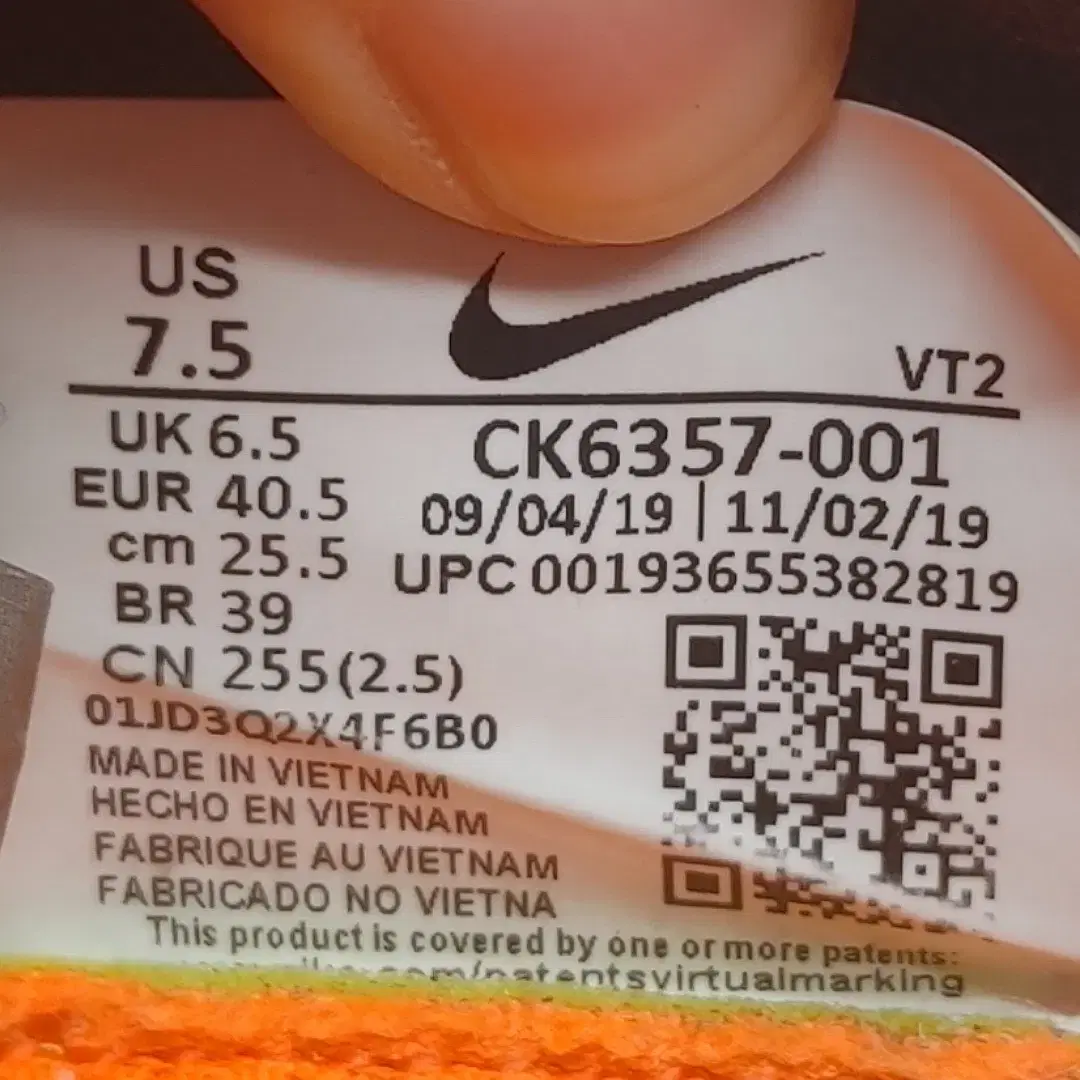 US
7.5
VT2
UK 6.5
CK6357-001
EUR 40.5
09/04/19 | 11/02/19
cm 25.5
UPC 00193655382819
BR 39
CN 255(2.5)
01JD3Q2X4F6B0
MADE IN VIETNAM
HECHO EN VIETNAM
FABRIQUE AU VIETNAM
FABRICADO NO VIETNA
This product is covered by one or more patents:
.com/patentsvirtualmarking